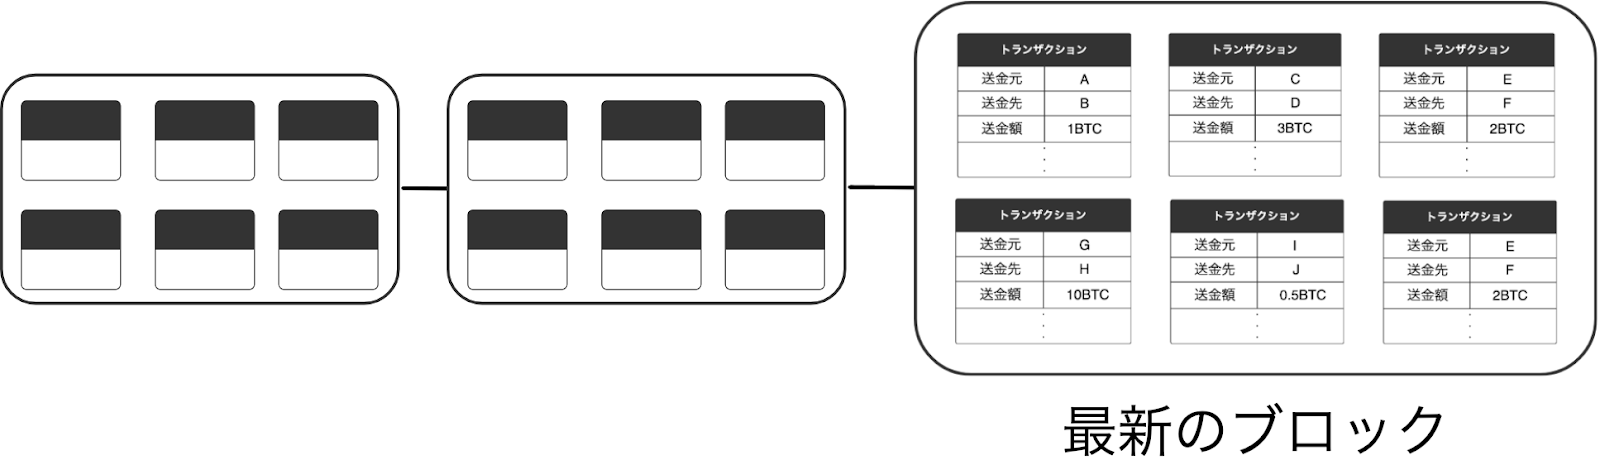 トランザクション
送金元 A
送金先 B
送金額 1BTC
:
トランザクション
送金元 C
送金先 D
送金額 3BTC
:
トランザクション
送金元 E
送金先 F
送金額 2BTC
:
トランザクション
送金元 G
送金先 H
送金額 10BTC
:
トランザクション
送金元 I
送金先 J
送金額 0.5BTC
:
トランザクション
送金元 E
送金先 F
送金額 2BTC
:
最新のブロック